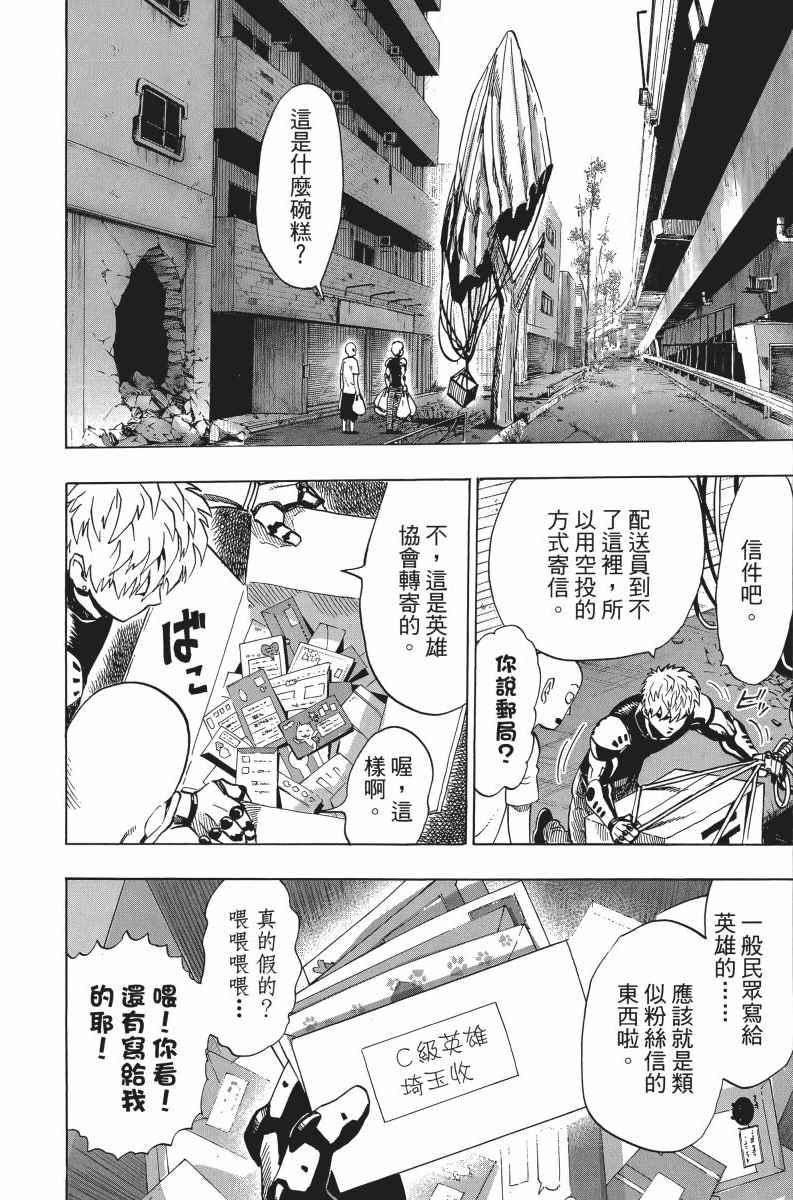 這是什麼碗糕？
信件吧。
配送員到不
了這裡，所
以用空投的
方式寄信。
你說郵局？
ビッ
不，這是英雄
協會轉寄的。
喔，這
樣啊。
一般民眾寫給
英雄的……
應該就是類
似粉絲信的
東西啦。
C級英雄
埼玉收
真的假的？
喂喂喂喂…
喂！你看！
還有寫給我
的耶！